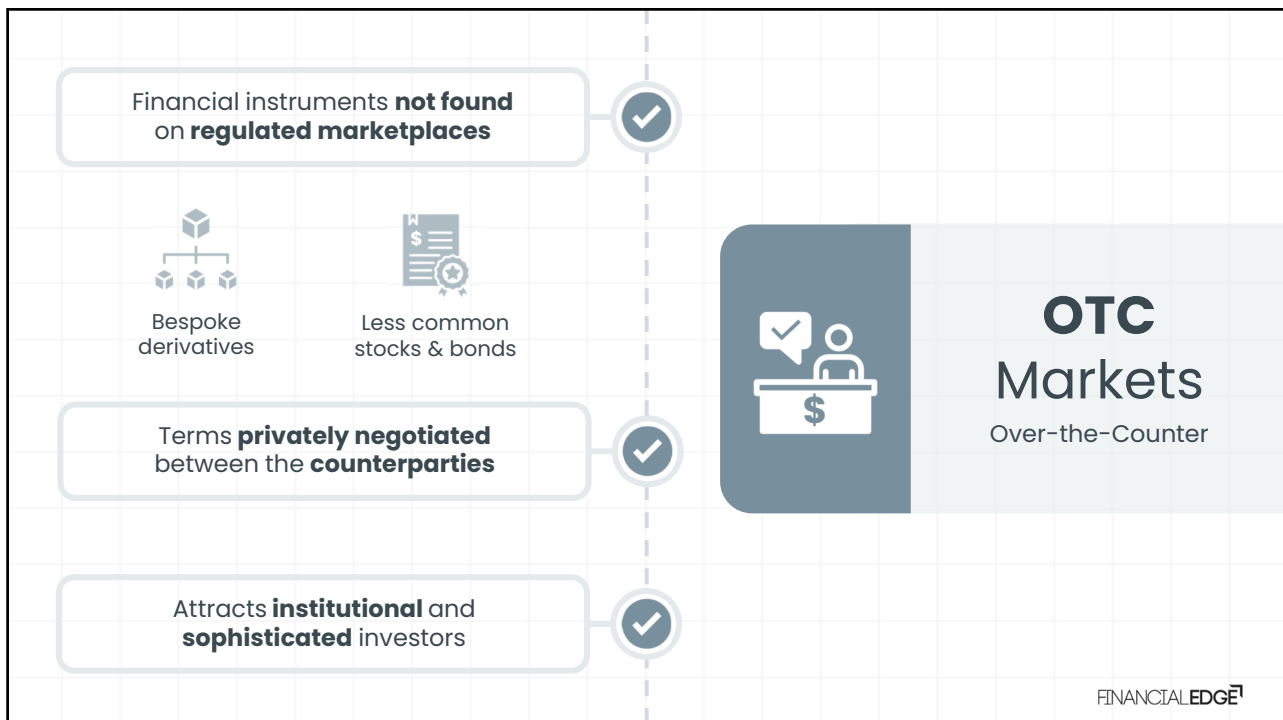 Financial instruments not found
on regulated marketplaces
$
Bespoke
derivatives
Less common
stocks & bonds
Terms privately negotiated
between the counterparties
Attracts institutional and
sophisticated investors
$
OTC
Markets
Over-the-Counter
FINANCIALEDGE